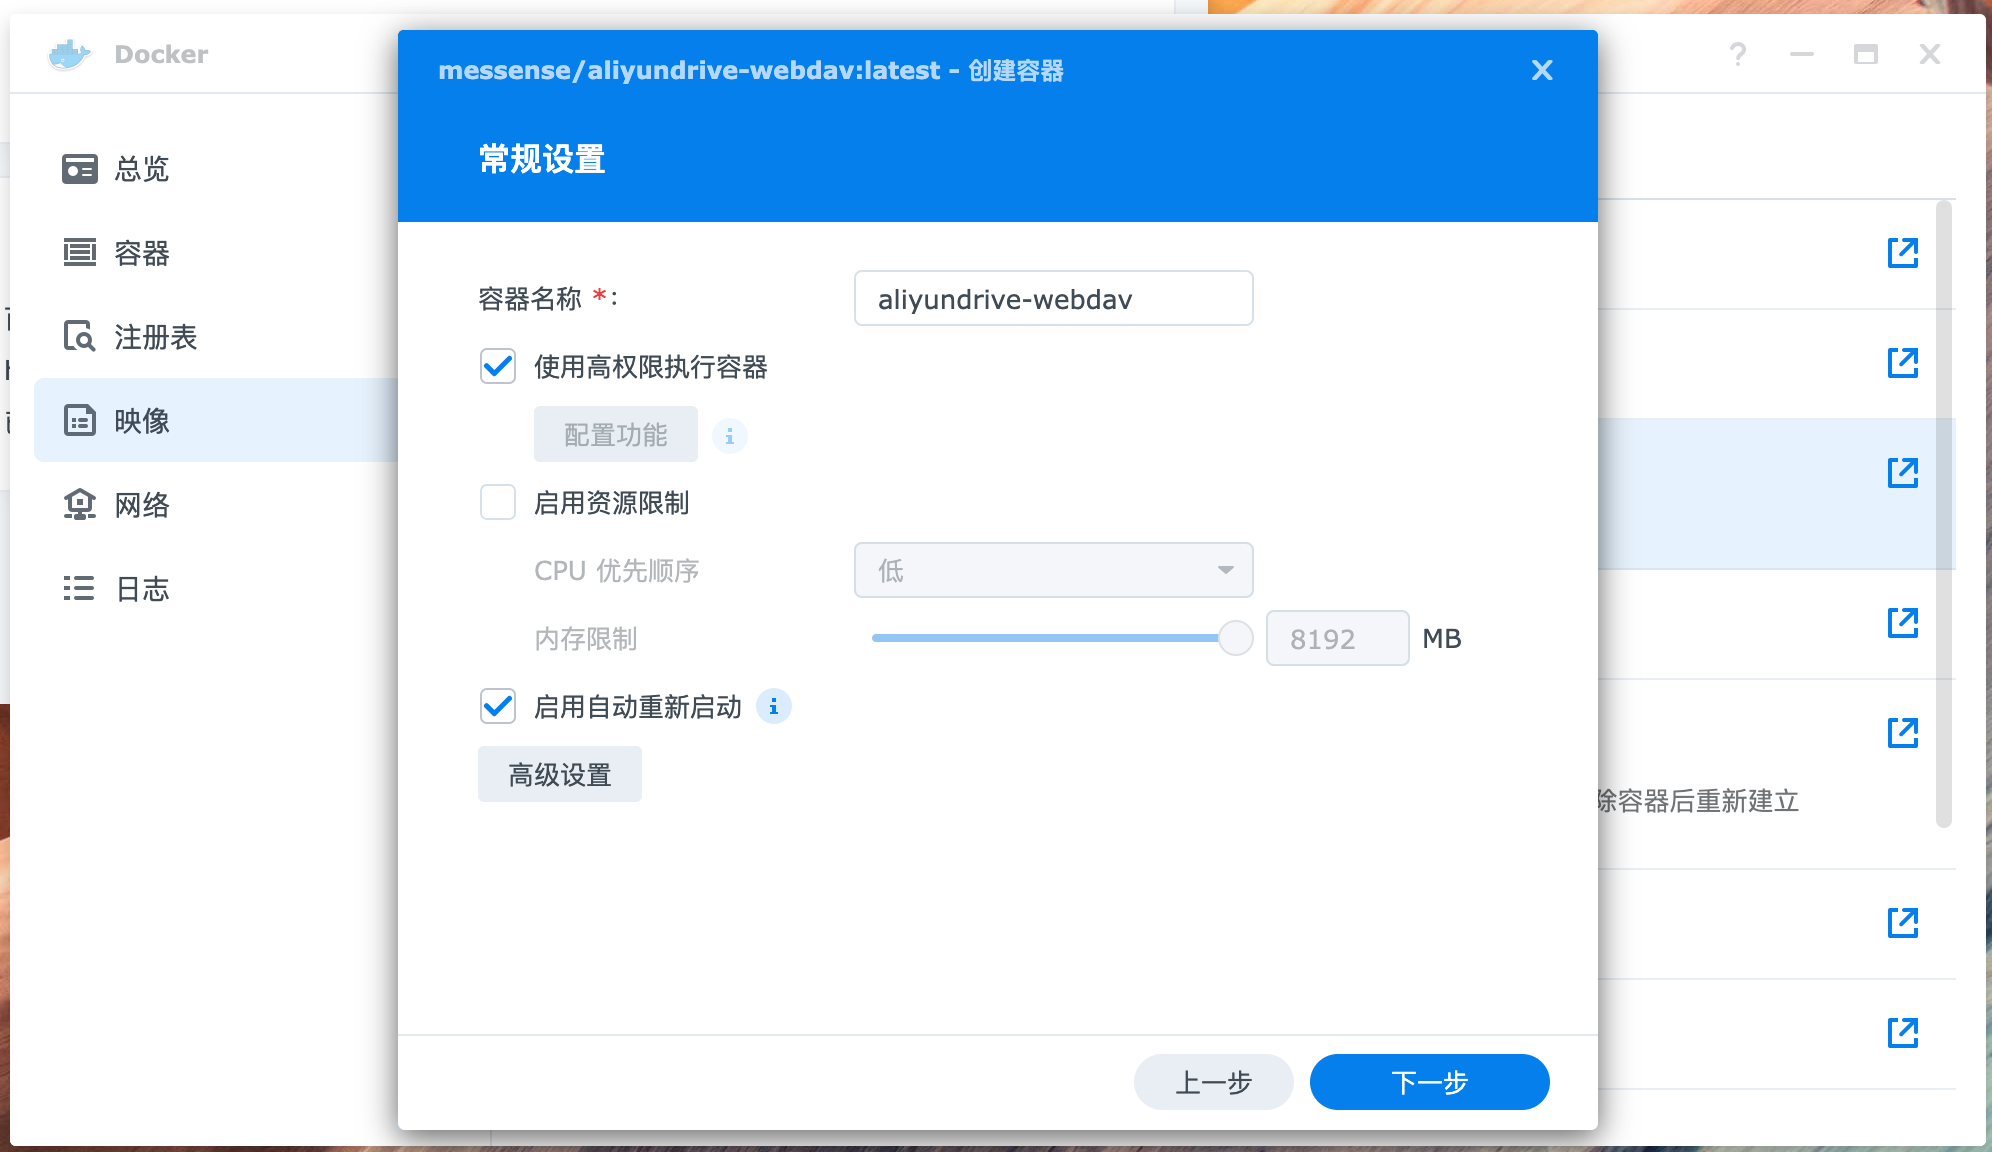 Docker
总览
容器
注册表
映像
网络
日志
messense/aliyundrive-webdav:latest - 创建容器
常规设置
容器名称 *:
aliyundrive-webdav
使用高权限执行容器
配置功能
启用资源限制
CPU 优先顺序
低
内存限制
8192
MB
启用自动重新启动
高级设置
上一步
下一步
除容器后重新建立